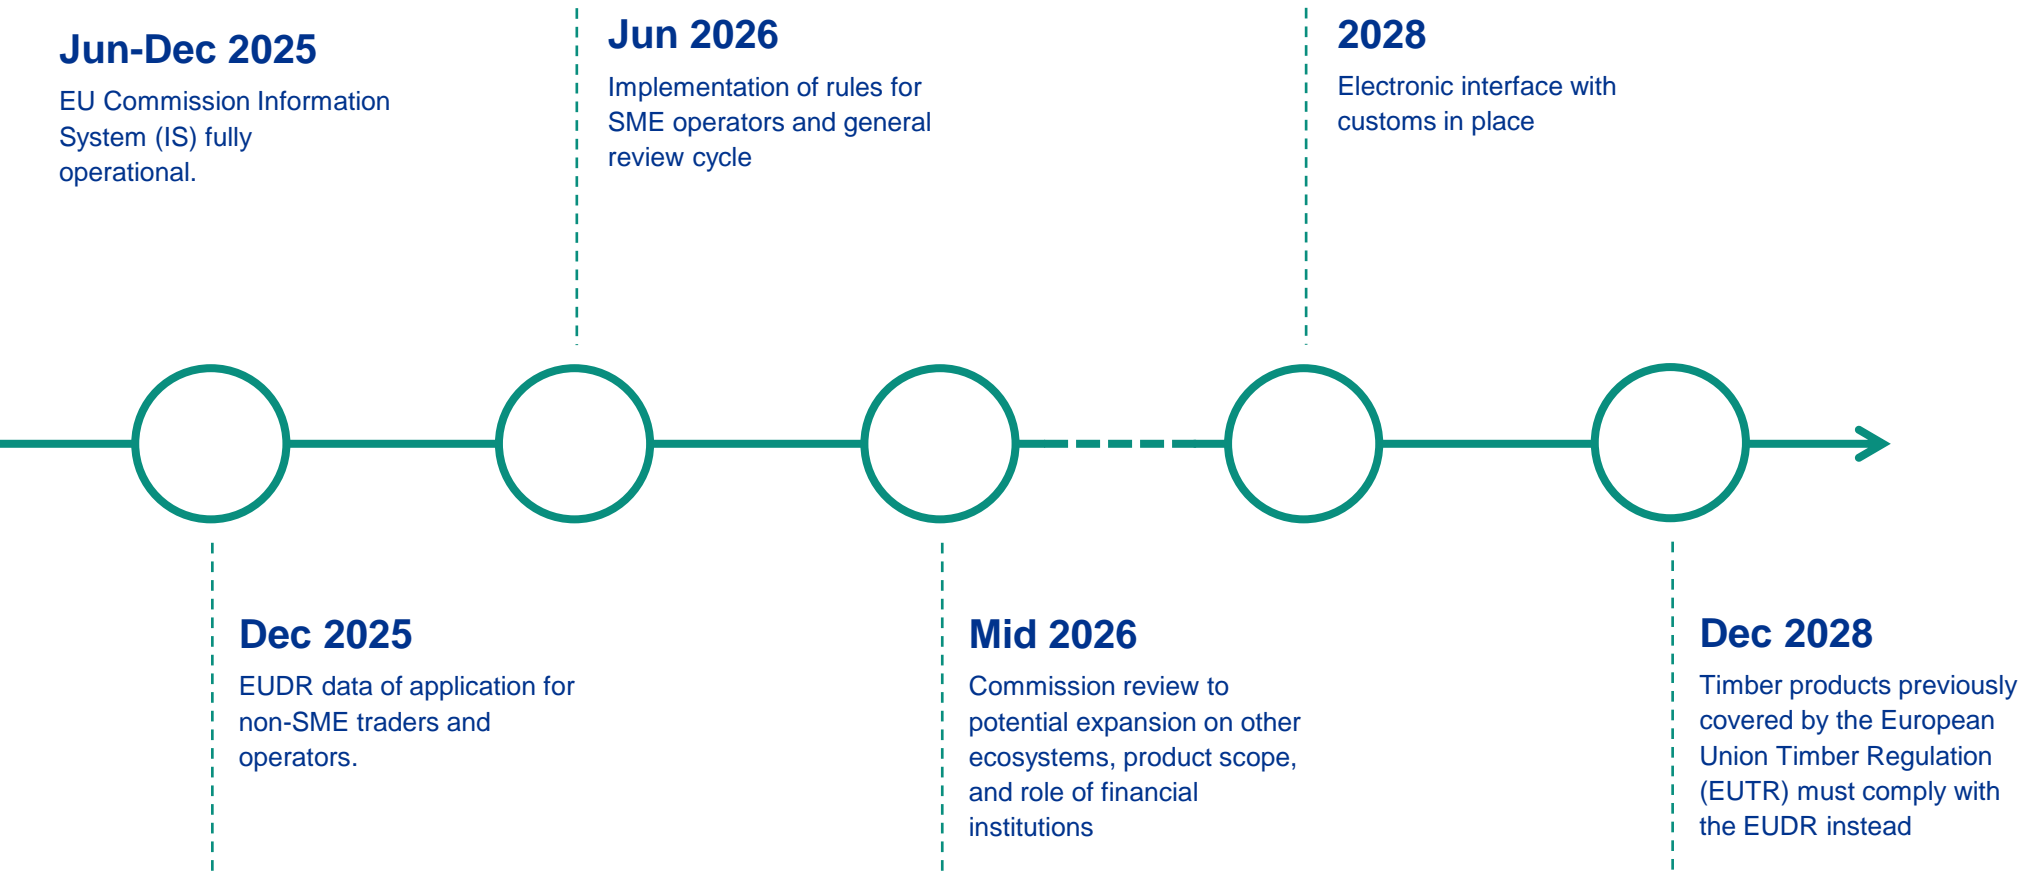 Jun-Dec 2025
EU Commission Information
System (IS) fully
operational.
Jun 2026
Implementation of rules for
SME operators and general
review cycle
2028
Electronic interface with
customs in place
Dec 2025
EUDR data of application for
non-SME traders and
operators.
Mid 2026
Commission review to
potential expansion on other
ecosystems, product scope,
and role of financial
institutions
Dec 2028
Timber products previously
covered by the European
Union Timber Regulation
(EUTR) must comply with
the EUDR instead